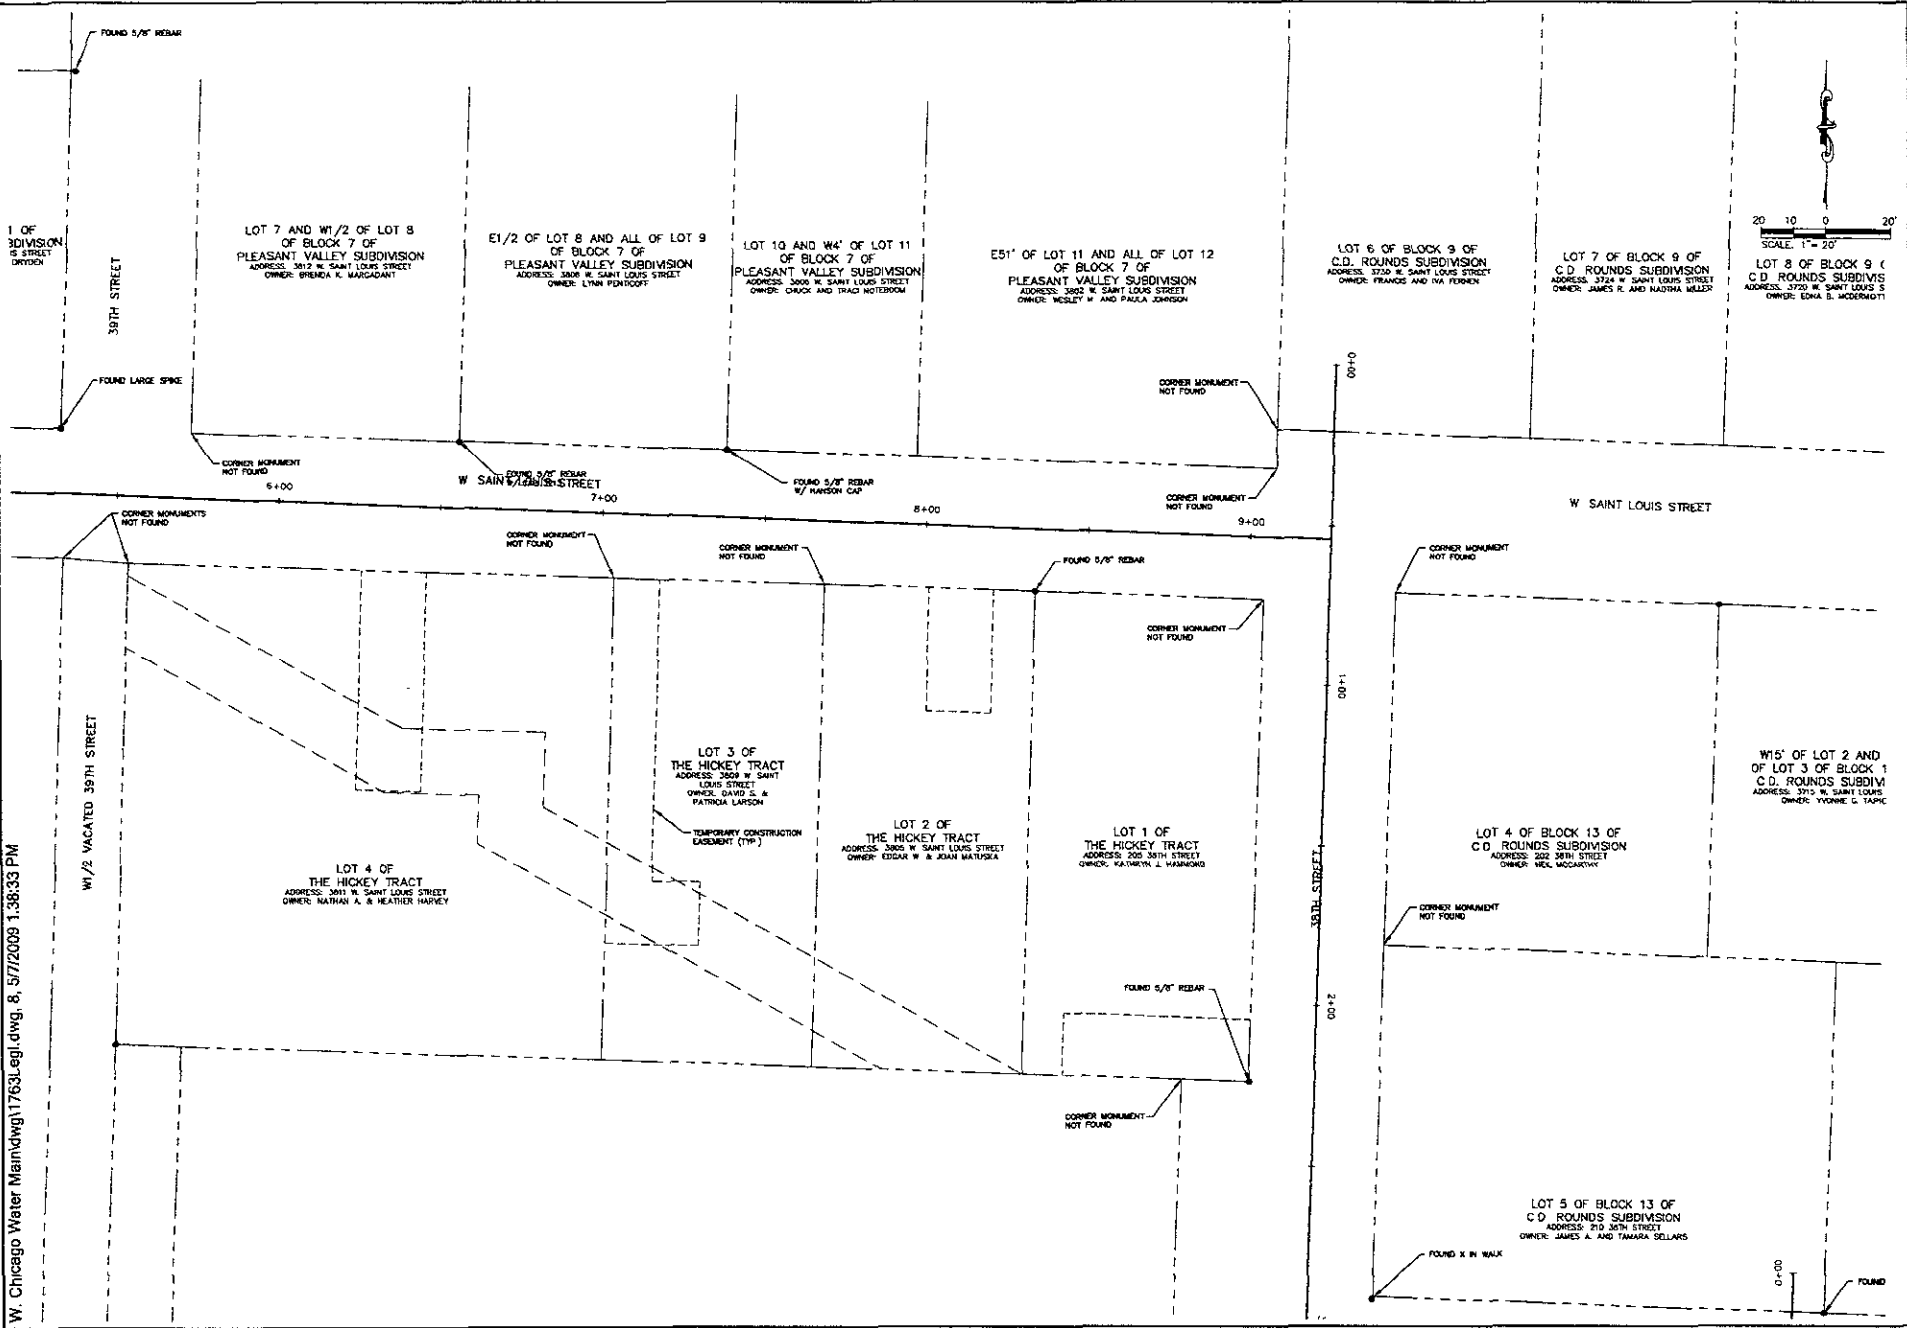 FOUND 5/8" REBAR
1 OF
BDIVISION
IS STREET
DRYDEN
39TH STREET
FOUND LARGE SPIKE
LOT 7 AND W1/2 OF LOT 8
OF BLOCK 7 OF
PLEASANT VALLEY SUBDIVISION
ADDRESS: 3812 W. SAINT LOUIS STREET
OWNER: BRENDA K. MARGADANT
E1/2 OF LOT 8 AND ALL OF LOT 9
OF BLOCK 7 OF
PLEASANT VALLEY SUBDIVISION
ADDRESS: 3808 W. SAINT LOUIS STREET
OWNER: LYNN PENTICOFF
LOT 10 AND W4' OF LOT 11
OF BLOCK 7 OF
PLEASANT VALLEY SUBDIVISION
ADDRESS: 3806 W. SAINT LOUIS STREET
OWNER: CHUCK AND TRACI NOTEBOOM
E51' OF LOT 11 AND ALL OF LOT 12
OF BLOCK 7 OF
PLEASANT VALLEY SUBDIVISION
ADDRESS: 3802 W. SAINT LOUIS STREET
OWNER: WESLEY W AND PAULA JOHNSON
LOT 6 OF BLOCK 9 OF
C.D. ROUNDS SUBDIVISION
ADDRESS. 3730 W. SAINT LOUIS STREET
OWNER: FRANCIS AND IVA
LOT 7 OF BLOCK 9 OF
C D ROUNDS SUBDIVISION
ADDRESS. 3724 W SAINT LOUIS STREET
OWNER: JAMES R. AND MILLER
20 10 0 20'
SCALE. 1"= 20'
LOT 8 OF BLOCK 9 (
C D ROUNDS SUBDIVIS
ADDRESS. 3720 W. SAINT LOUIS S
OWNER: EDNA B. MCDERMOTT
CORNER MONUMENT
NOT FOUND
0+00
CORNER MONUMENT
NOT FOUND
FOUND 5/8" REBAR
W SAINT LOUIS STREET
FOUND 5/8" REBAR
W/ HANSON CAP
CORNER MONUMENT
NOT FOUND
6+00
7+00
8+00
9+00
W SAINT LOUIS STREET
CORNER MONUMENTS
NOT FOUND
CORNER MONUMENT
NOT FOUND
CORNER MONUMENT
NOT FOUND
FOUND 5/8" REBAR
CORNER MONUMENT
NOT FOUND
CORNER MONUMENT
NOT FOUND
1+00
W1/2 VACATED 39TH STREET
LOT 3 OF
THE HICKEY TRACT
ADDRESS: 3809 W SAINT
LOUIS STREET
OWNER. DAVID S. &
PATRICIA LARSON
TEMPORARY CONSTRUCTION
EASEMENT (TYP )
LOT 2 OF
THE HICKEY TRACT
ADDRESS: 3805 W SAINT LOUIS STREET
OWNER: EDGAR W & JOAN MATUSKA
LOT 1 OF
THE HICKEY TRACT
ADDRESS: 205 38TH STREET
OWNER: KATHRYN J. HAMMOND
LOT 4 OF
THE HICKEY TRACT
ADDRESS: 3811 W. SAINT LOUIS STREET
OWNER: NATHAN A. & HEATHER HARVEY
38TH STREET
LOT 4 OF BLOCK 13 OF
C D ROUNDS SUBDIVISION
ADDRESS: 202 38TH STREET
OWNER: NEIL MCCARTHY
W15' OF LOT 2 AND
OF LOT 3 OF BLOCK 1
C D. ROUNDS SUBDIVI
ADDRESS: 3715 W. SAINT LOUIS
OWNER: YVONNE G.
CORNER MONUMENT
NOT FOUND
FOUND 5/8" REBAR
2+00
CORNER MONUMENT
NOT FOUND
LOT 5 OF BLOCK 13 OF
C D ROUNDS SUBDIVISION
ADDRESS: 210 38TH STREET
OWNER: JAMES A. AND TAMARA SELLARS
FOUND X IN WALK
0+00
FOUND
W. Chicago Water Main\dwg\1763Legl.dwg, 8, 5/7/2009 1:38:33 PM